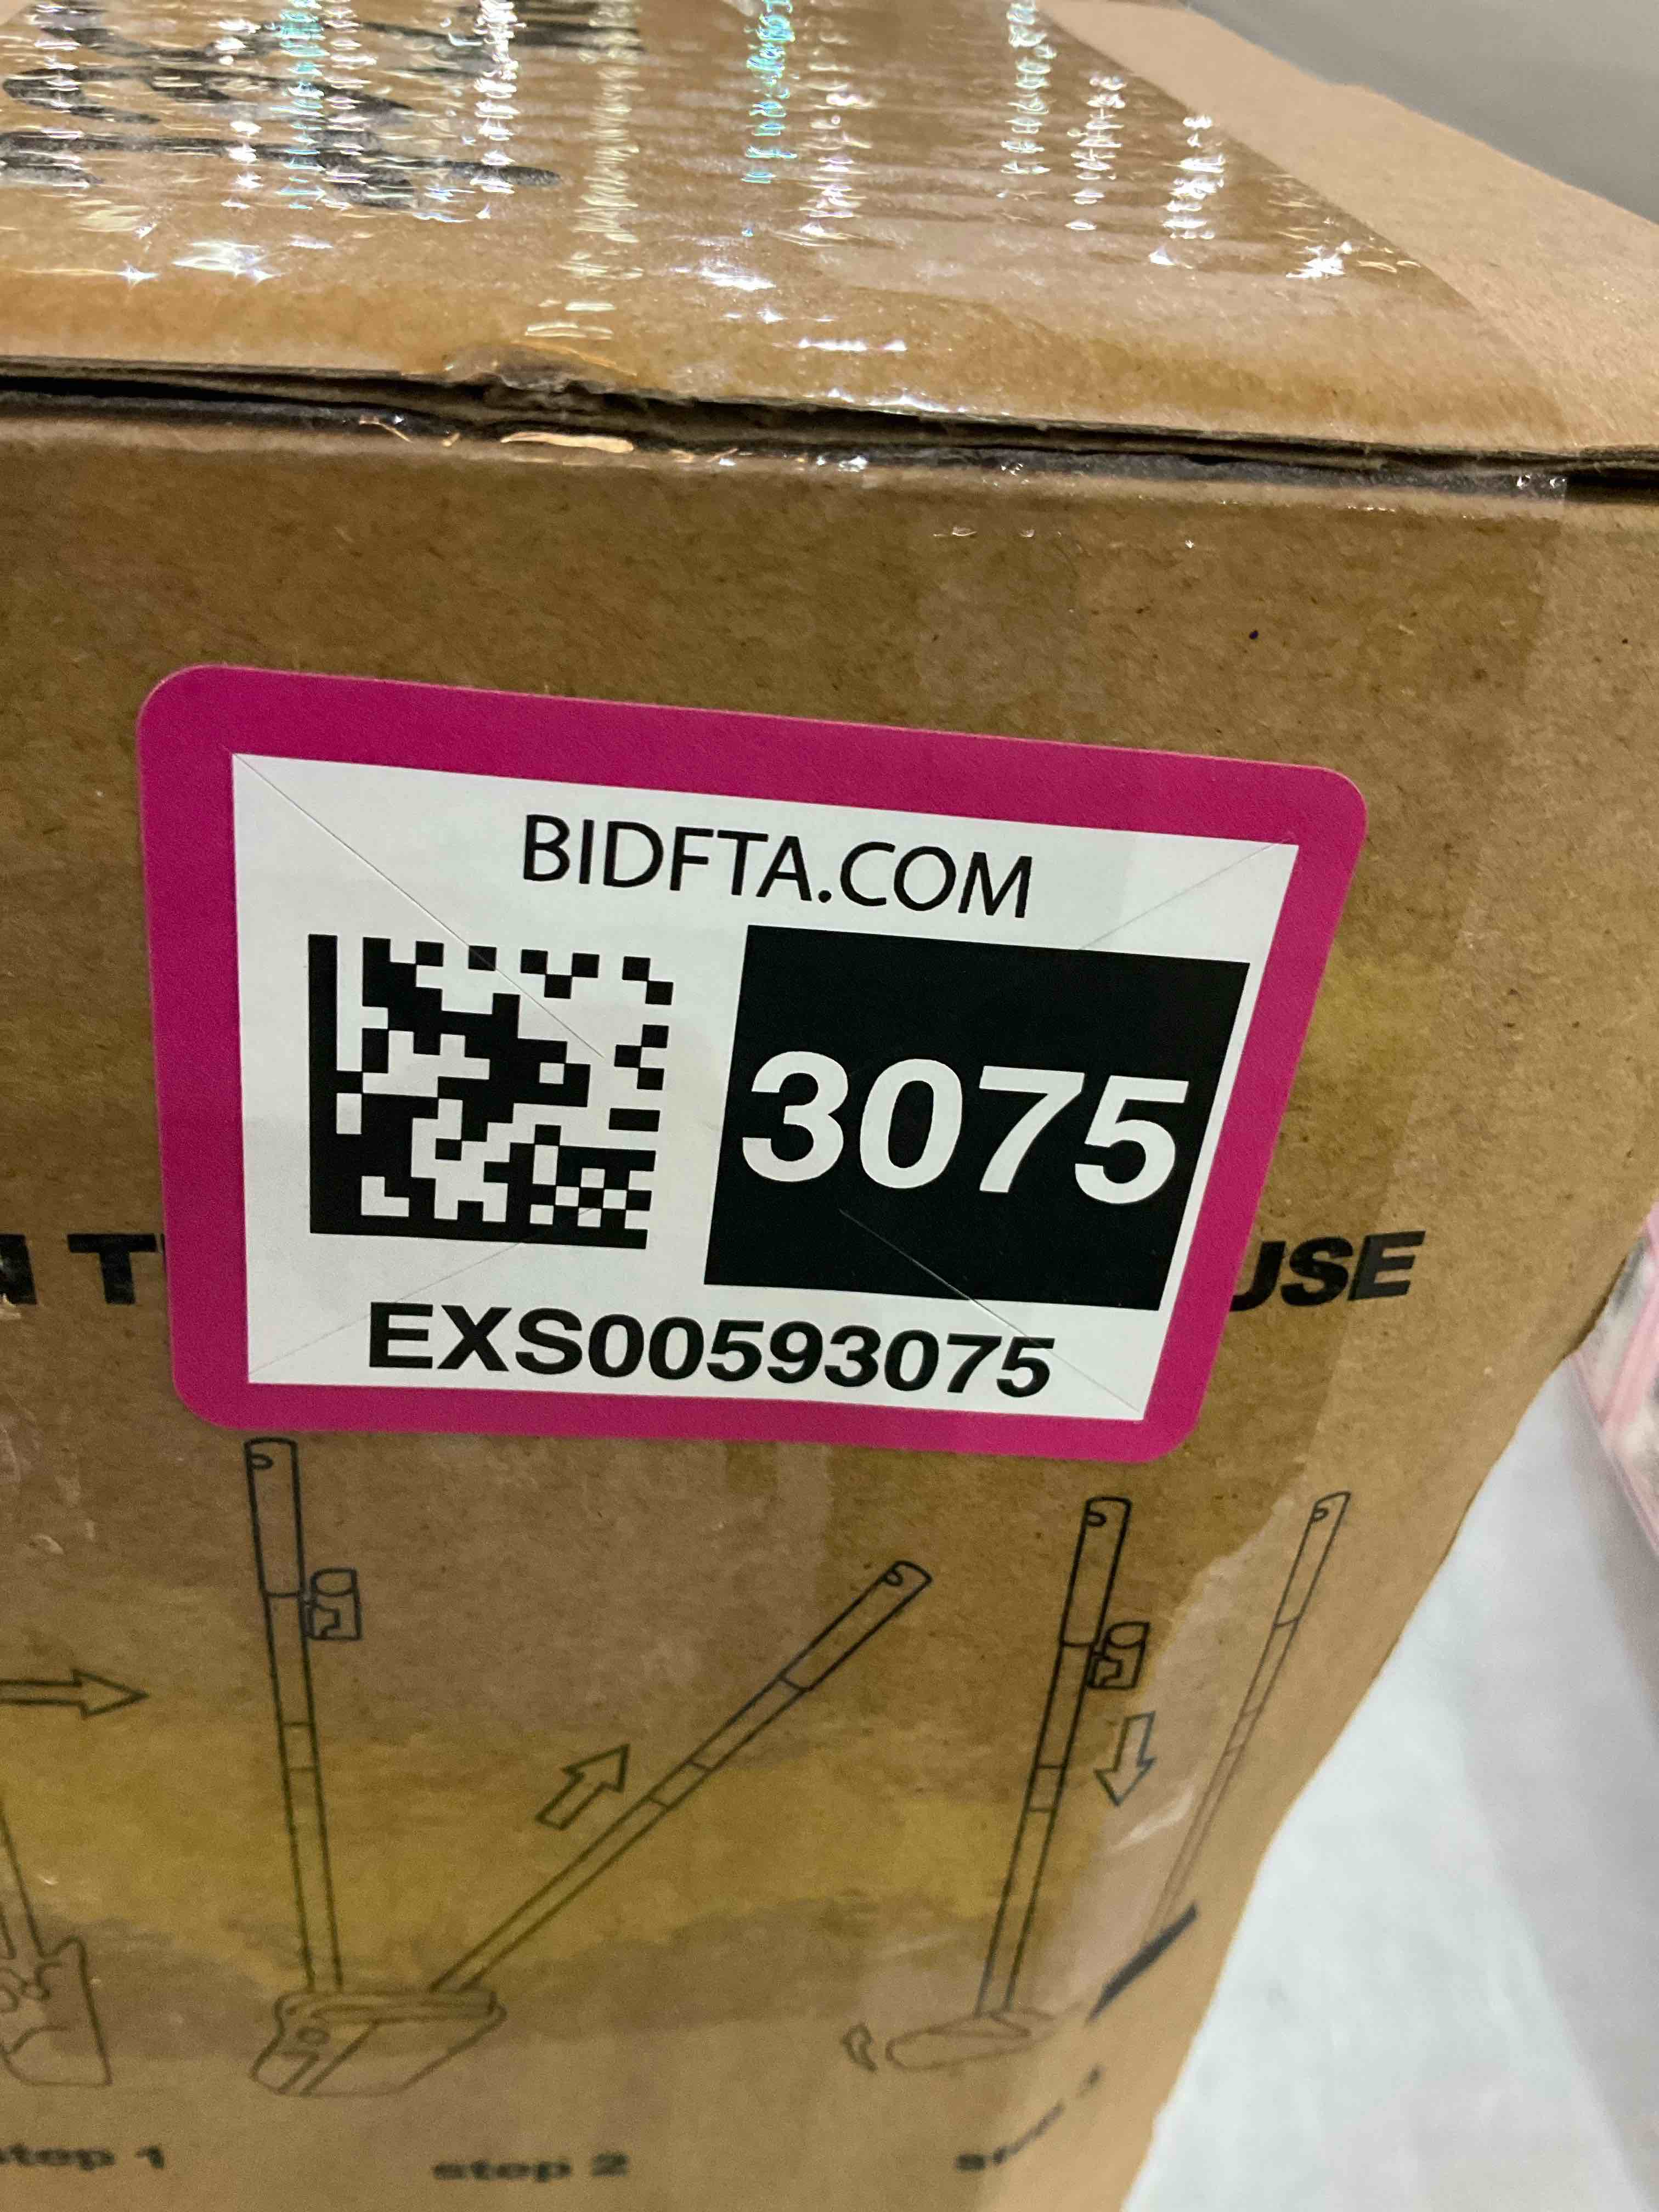 BIDFTA.COM
3075
EXS00593075
USE
step 1
step 2